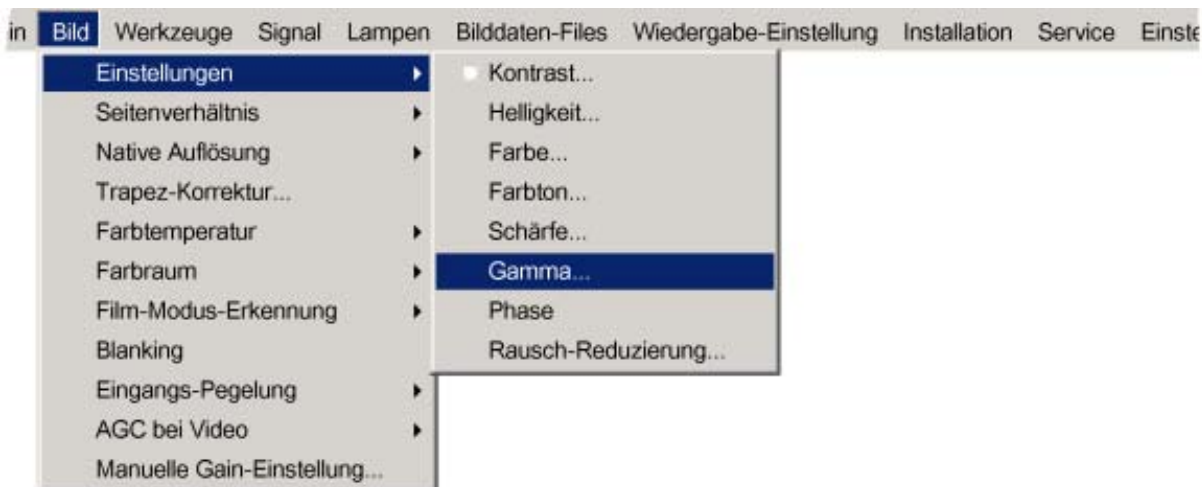 in Bild Werkzeuge Signal Lampen Bilddaten-Files Wiedergabe-Einstellung Installation Service Einste
Einstellungen
Seitenverhältnis
Native Auflösung
Trapez-Korrektur...
Farbtemperatur
Farbraum
Film-Modus-Erkennung
Blanking
Eingangs-Pegelung
AGC bei Video
Manuelle Gain-Einstellung...
Kontrast...
Helligkeit...
Farbe...
Farbton...
Schärfe...
Gamma...
Phase
Rausch-Reduzierung...